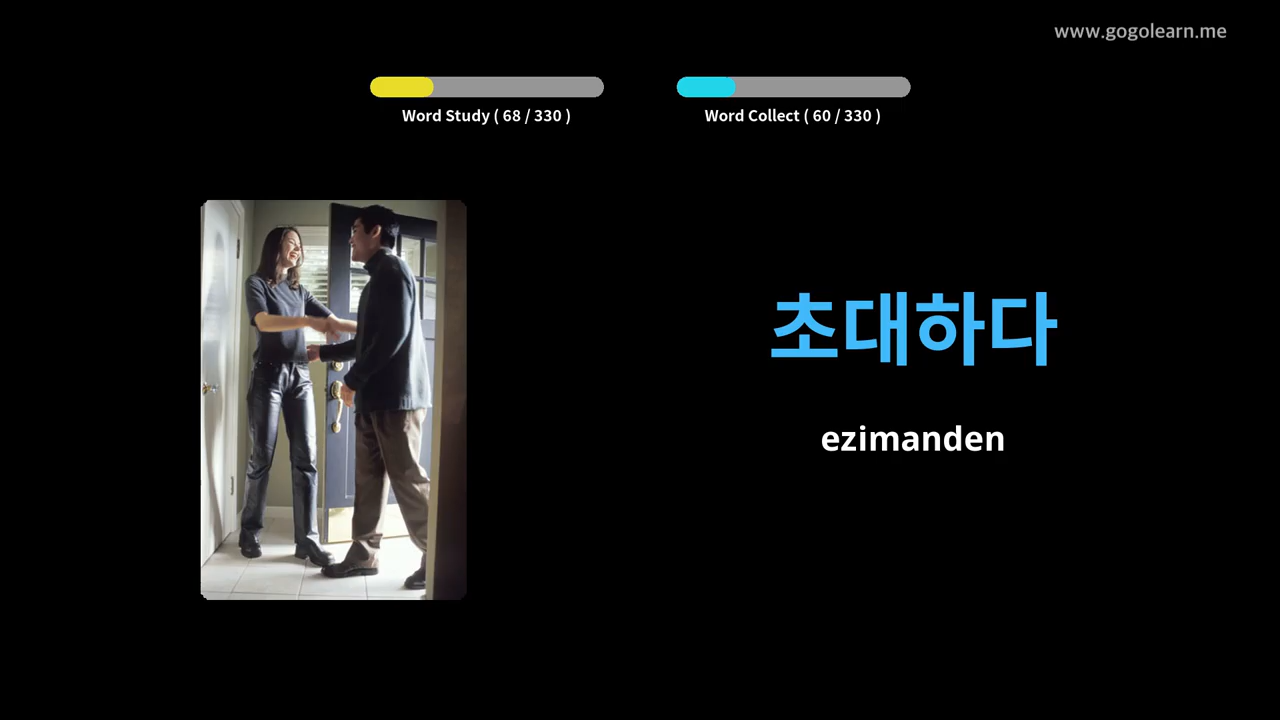 www.gogolearn.me
Word Study ( 68 / 330 )
Word Collect ( 60 / 330 )
초대하다
ezimanden